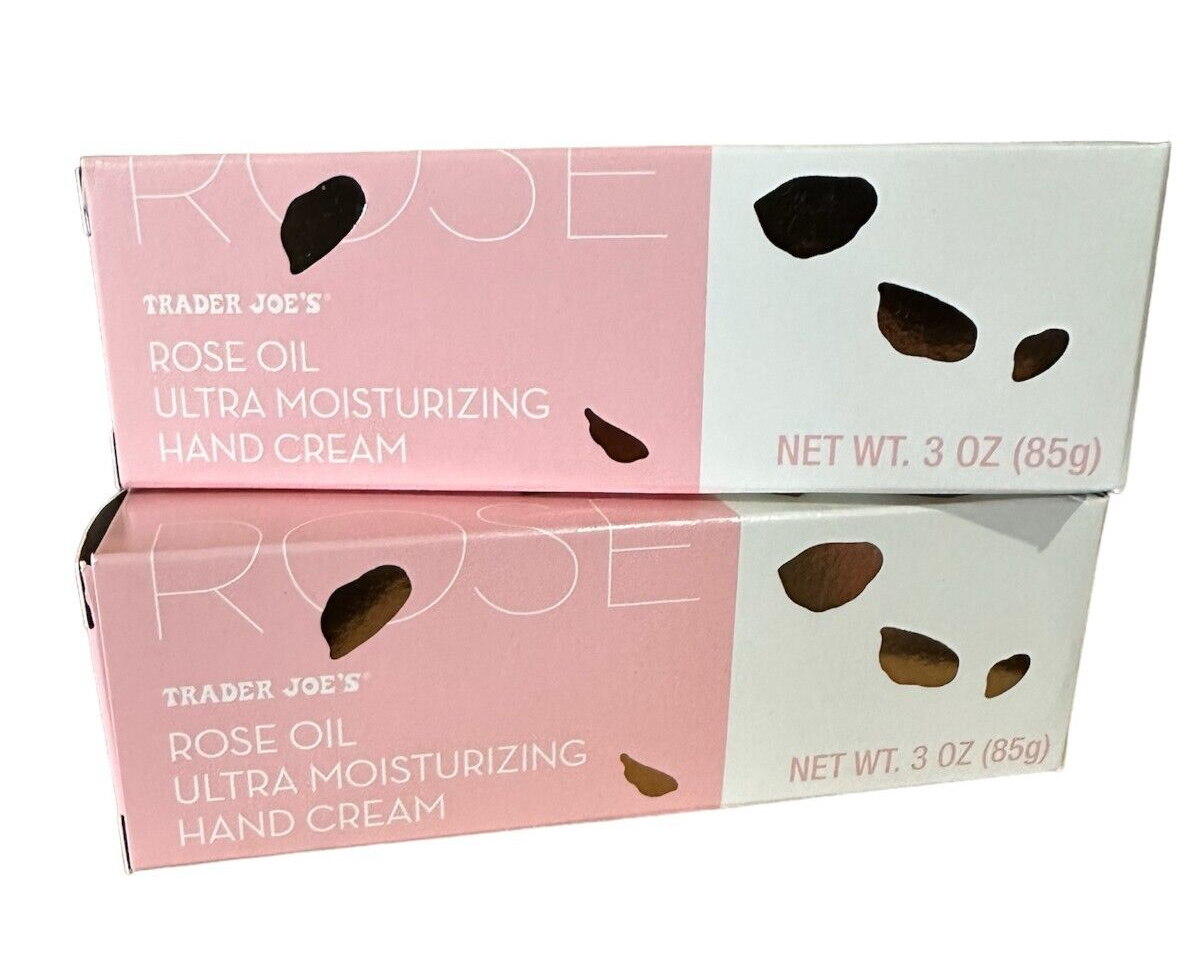 ROSE
TRADER JOE'S®
ROSE OIL
ULTRA MOISTURIZING
HAND CREAM
NET WT. 3 OZ (85g)
ROSE
TRADER JOE'S®
ROSE OIL
ULTRA MOISTURIZING
HAND CREAM
NET WT. 3 OZ (85g)